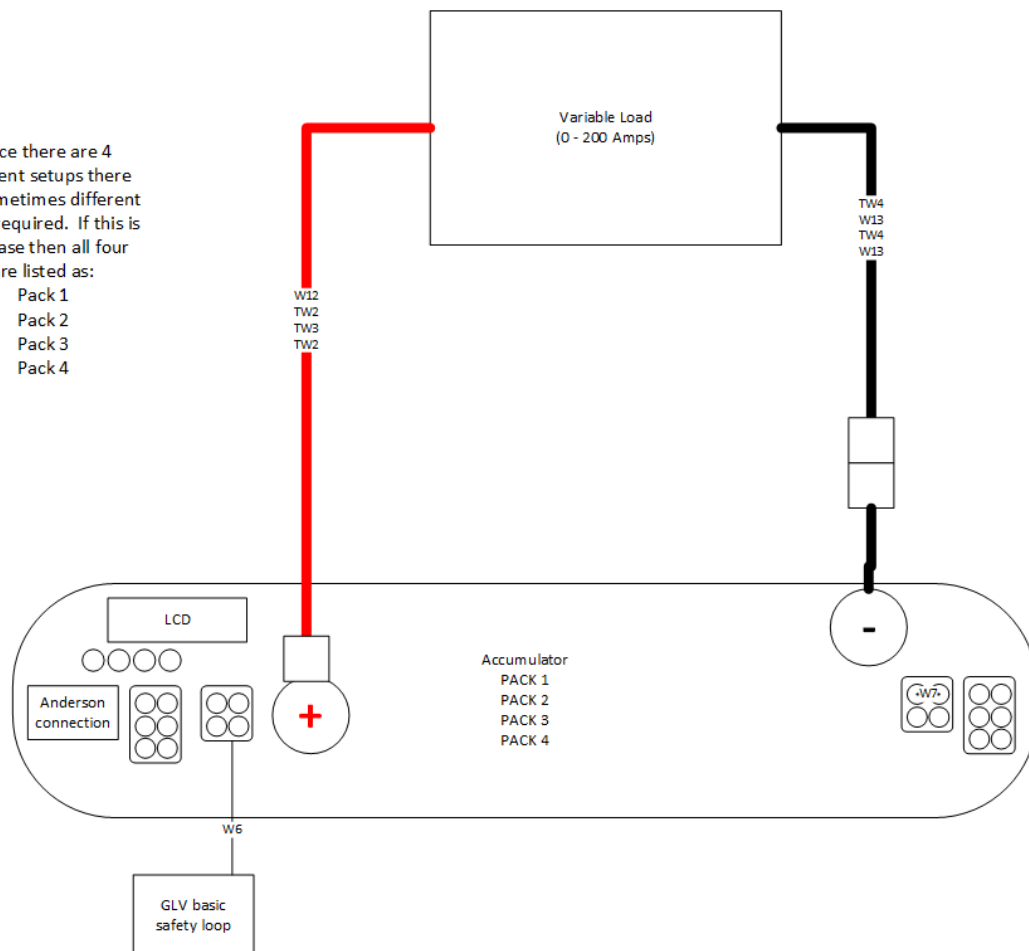 Variable Load
(0 - 200 Amps)
ce there are 4
ent setups there
metimes different
equired. If this is
ase then all four
re listed as:
Pack 1
Pack 2
Pack 3
Pack 4
W12
TW2
TW3
TW2
TW4
W13
TW4
W13
LCD
Anderson
connection
+
Accumulator
PACK 1
PACK 2
PACK 3
PACK 4
-
W7
W6
GLV basic
safety loop